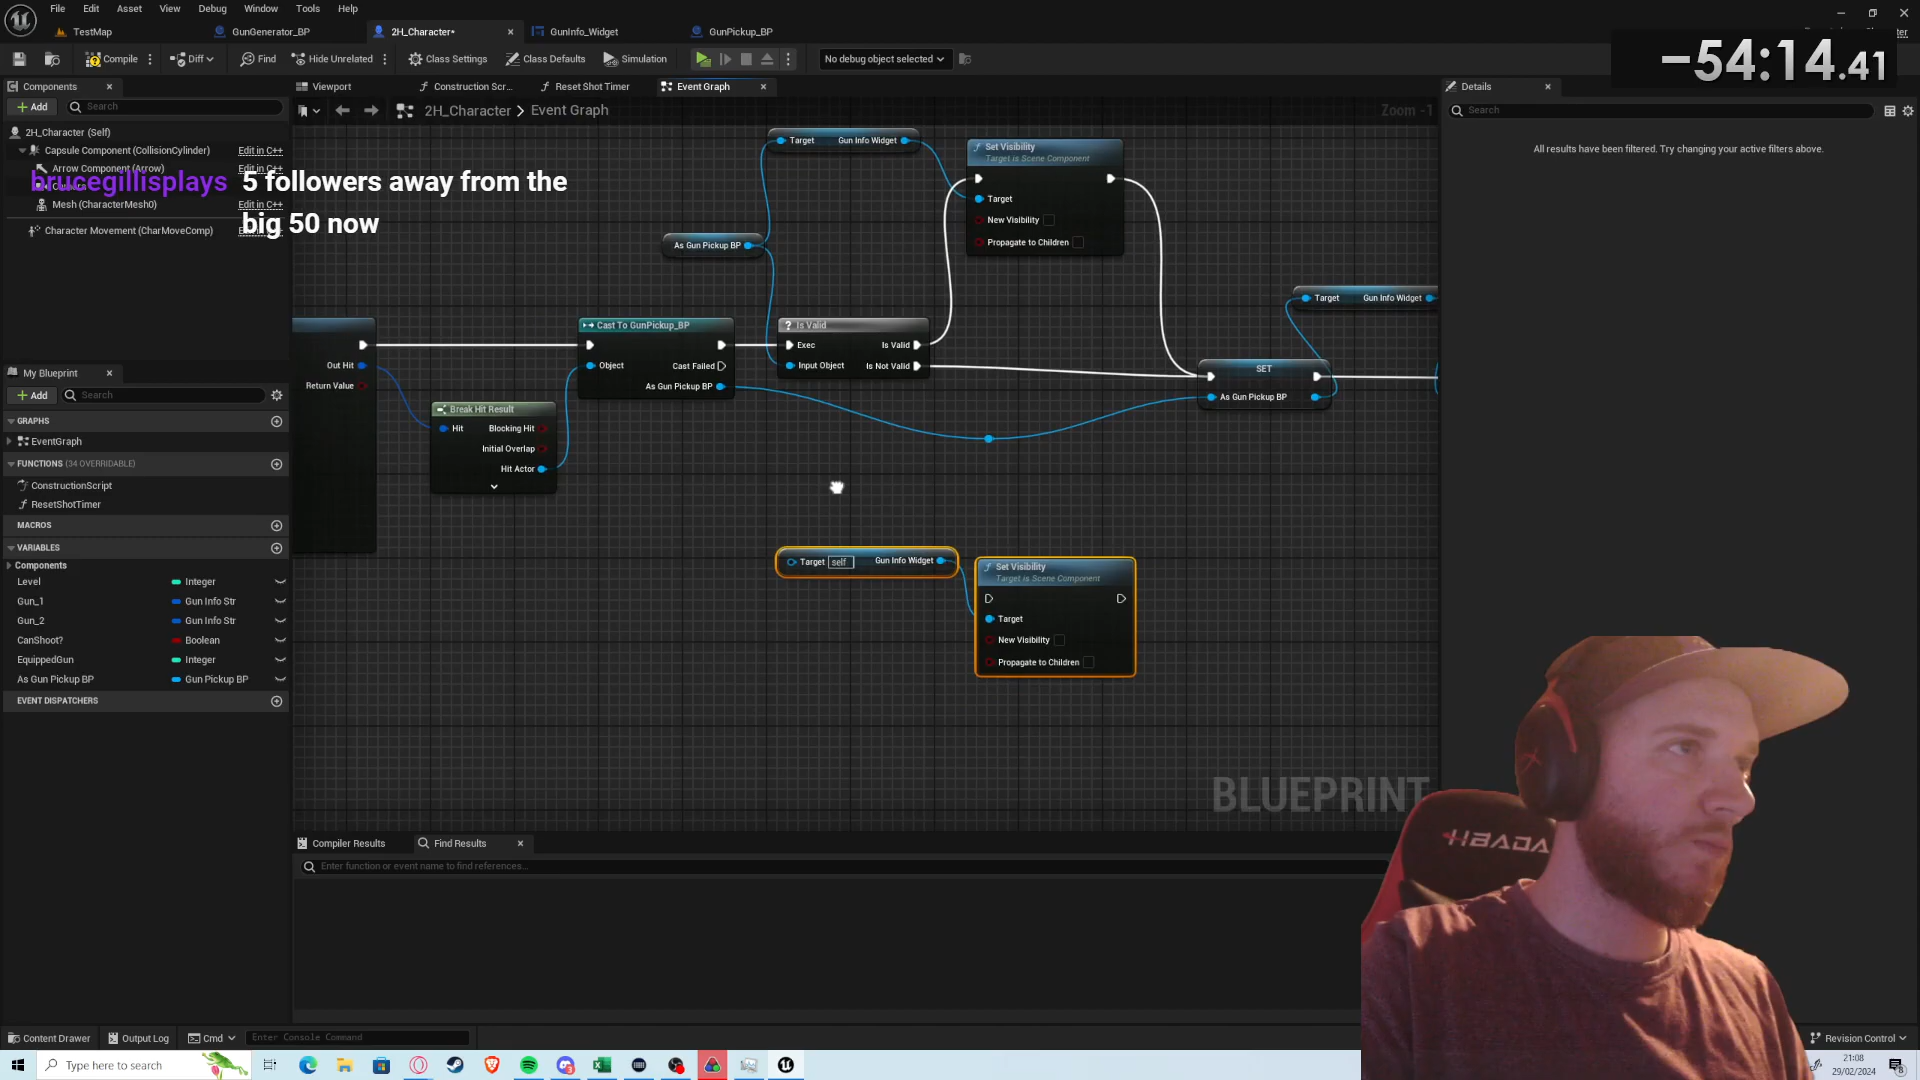 File Edit Asset View Debug Window Tools Help
TestMap GunGenerator_BP 2H_Character* GunInfo_Widget GunPickup_BP
Compile Diff Find Hide Unrelated Class Settings Class Defaults Simulation No debug object selected
-54:14.41
Components
Add Search
2H_Character (Self)
Capsule Component (CollisionCylinder) Edit in C++
Arrow Component (Arrow) Edit in C++
brucegillisplays 5 followers away from the
big 50 now
Mesh (CharacterMesh0) Edit in C++
Character Movement (CharMoveComp)
My Blueprint
Add Search
GRAPHS
EventGraph
FUNCTIONS (34 OVERRIDABLE)
ConstructionScript
ResetShotTimer
MACROS
VARIABLES
Components
Level Integer
Gun_1 Gun Info Str
Gun_2 Gun Info Str
CanShoot? Boolean
EquippedGun Integer
As Gun Pickup BP Gun Pickup BP
EVENT DISPATCHERS
Viewport Construction Scr... Reset Shot Timer Event Graph
2H_Character > Event Graph Zoom -1
Target Gun Info Widget
Set Visibility
Target is Scene Component
Target
New Visibility
Propagate to Children
As Gun Pickup BP
Target Gun Info Widget
Out Hit
Return Value
Cast To GunPickup_BP
Object Cast Failed
As Gun Pickup BP
? Is Valid
Exec Is Valid
Input Object Is Not Valid
SET
As Gun Pickup BP
Break Hit Result
Hit Blocking Hit
Initial Overlap
Hit Actor
Target self Gun Info Widget
Set Visibility
Target is Scene Component
Target
New Visibility
Propagate to Children
BLUEPRINT
Details
Search
All results have been filtered. Try changing your active filters above.
Compiler Results Find Results
Enter function or event name to find references...
HBADA
Content Drawer Output Log Cmd Enter Console Command Revision Control
Type here to search
21:08
29/02/2024